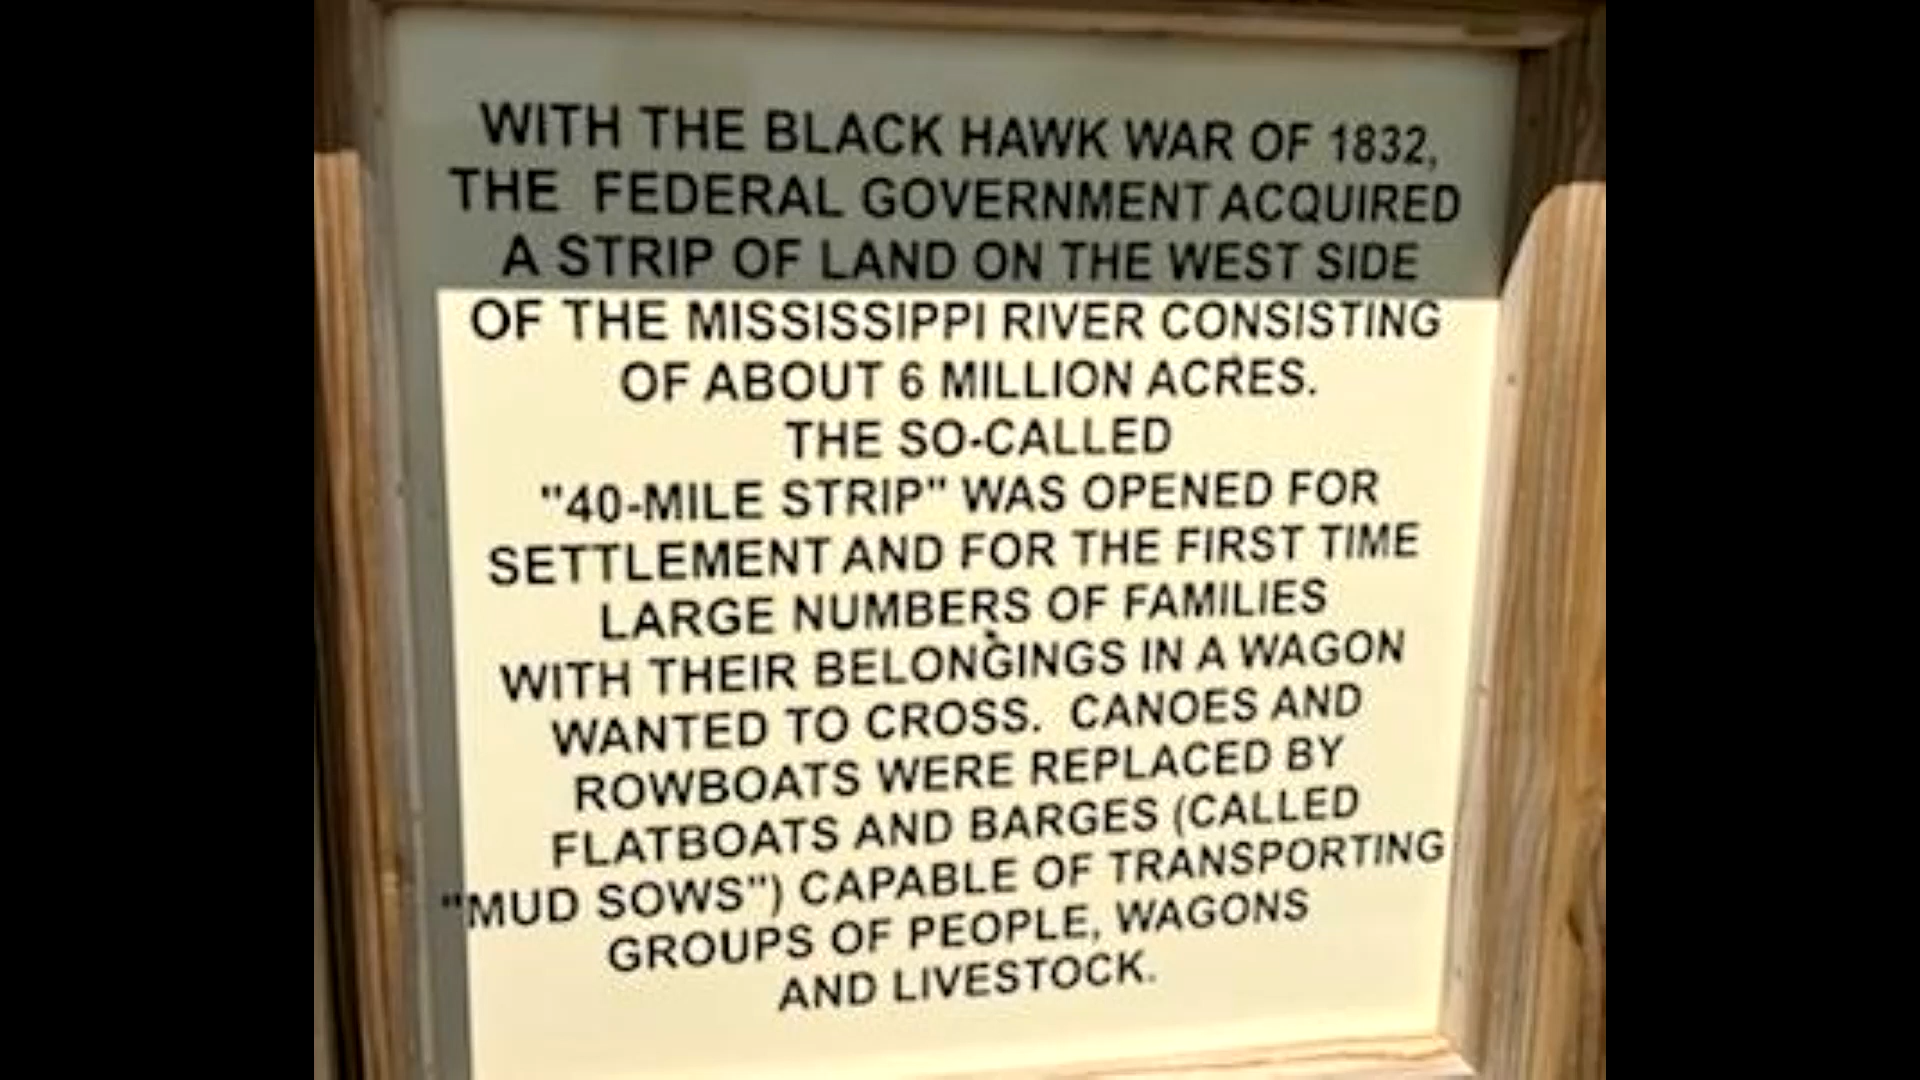 WITH THE BLACK HAWK WAR OF 1832,
THE FEDERAL GOVERNMENT ACQUIRED
A STRIP OF LAND ON THE WEST SIDE
OF THE MISSISSIPPI RIVER CONSISTING
OF ABOUT 6 MILLION ACRES.
THE SO-CALLED
"40-MILE STRIP" WAS OPENED FOR
SETTLEMENT AND FOR THE FIRST TIME
LARGE NUMBERS OF FAMILIES
WITH THEIR BELONGINGS IN A WAGON
WANTED TO CROSS. CANOES AND
ROWBOATS WERE REPLACED BY
FLATBOATS AND BARGES (CALLED
"MUD SOWS") CAPABLE OF TRANSPORTING
GROUPS OF PEOPLE, WAGONS
AND LIVESTOCK.